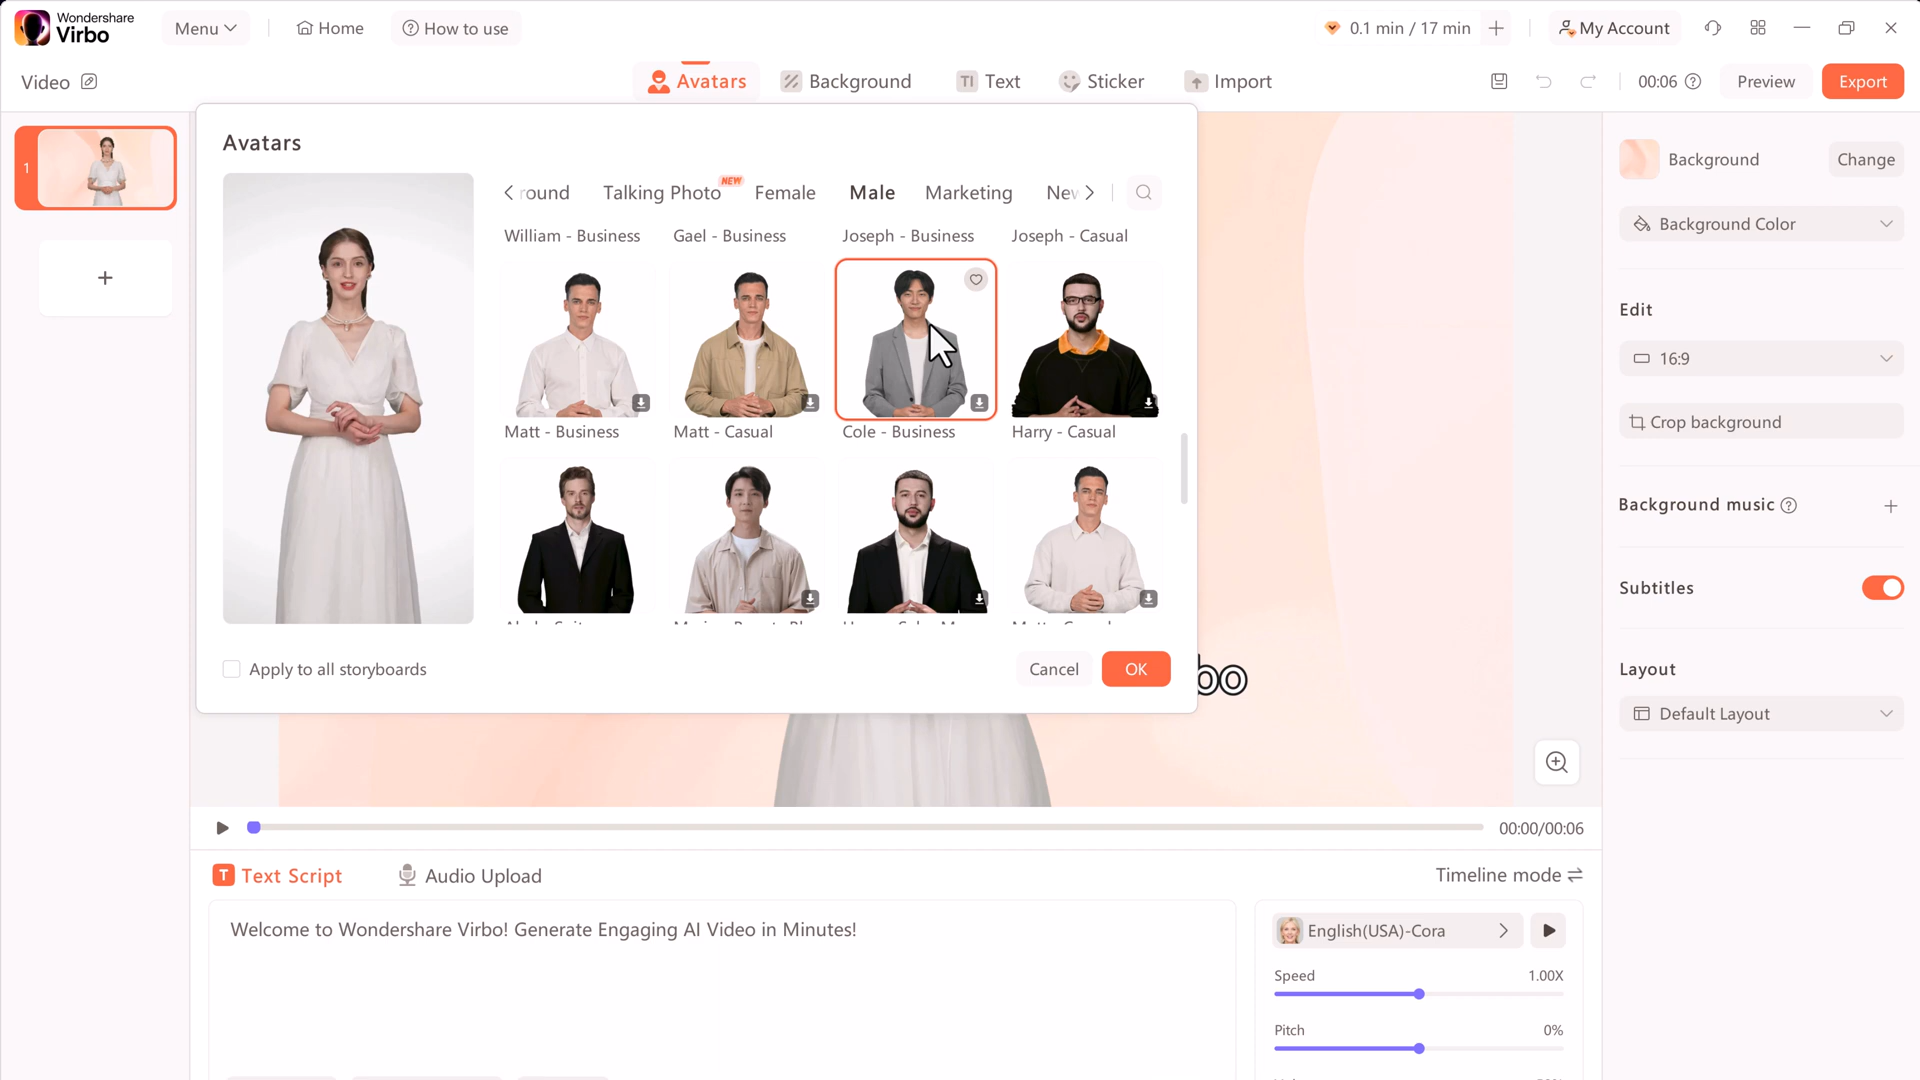 Wondershare
Virbo
Menu
Home
How to use
0.1 min / 17 min
My Account
Video
Avatars
Background
TI Text
Sticker
Import
00:06
Preview
Export
1
Avatars
round
Talking Photo
NEW
Female
Male
Marketing
New
William - Business
Gael - Business
Joseph - Business
Joseph - Casual
Matt - Business
Matt - Casual
Cole - Business
Harry - Casual
Apply to all storyboards
Cancel
OK
bo
Background
Change
Background Color
Edit
16:9
Crop background
Background music
Subtitles
Layout
Default Layout
00:00/00:06
T Text Script
Audio Upload
Timeline mode
Welcome to Wondershare Virbo! Generate Engaging AI Video in Minutes!
English(USA)-Cora
Speed
1.00X
Pitch
0%